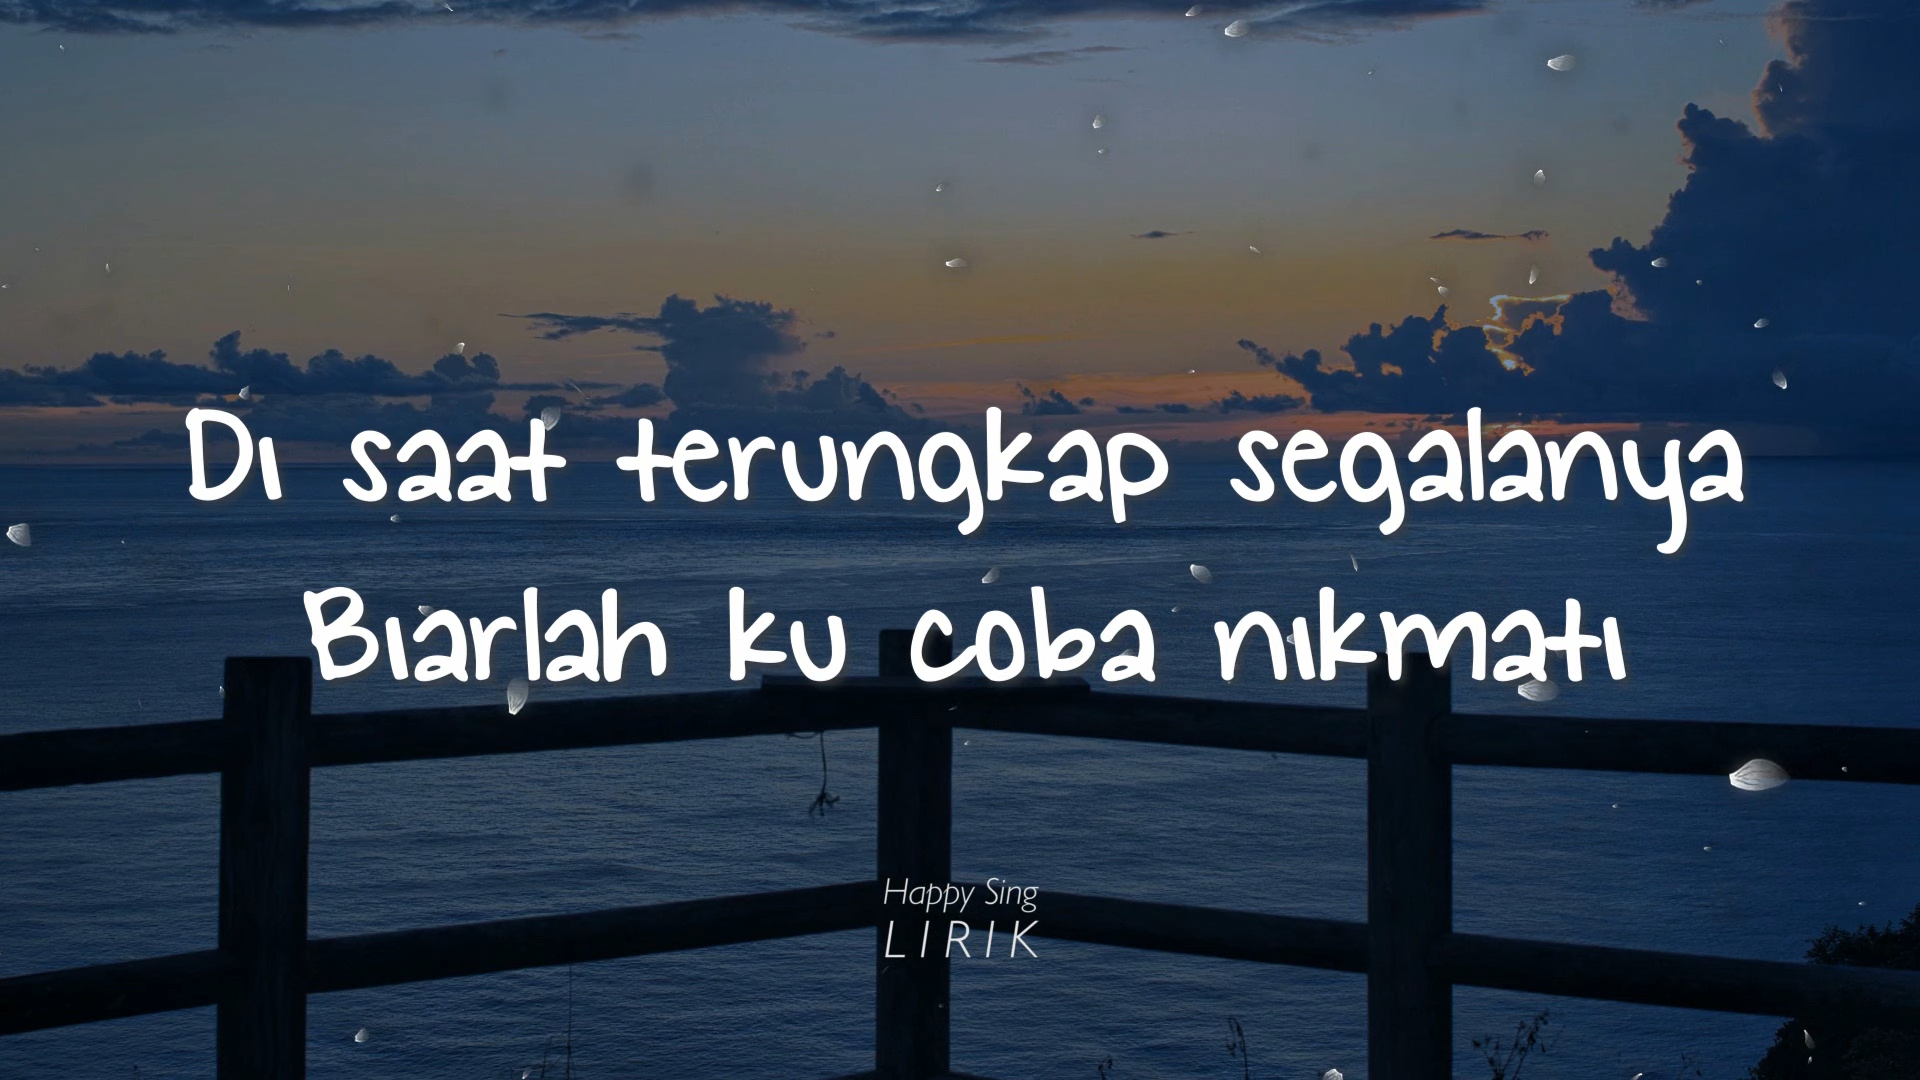 Di saat terungkap segalanya
Biarlah ku coba nikmati
Happy Sing
LIRIK